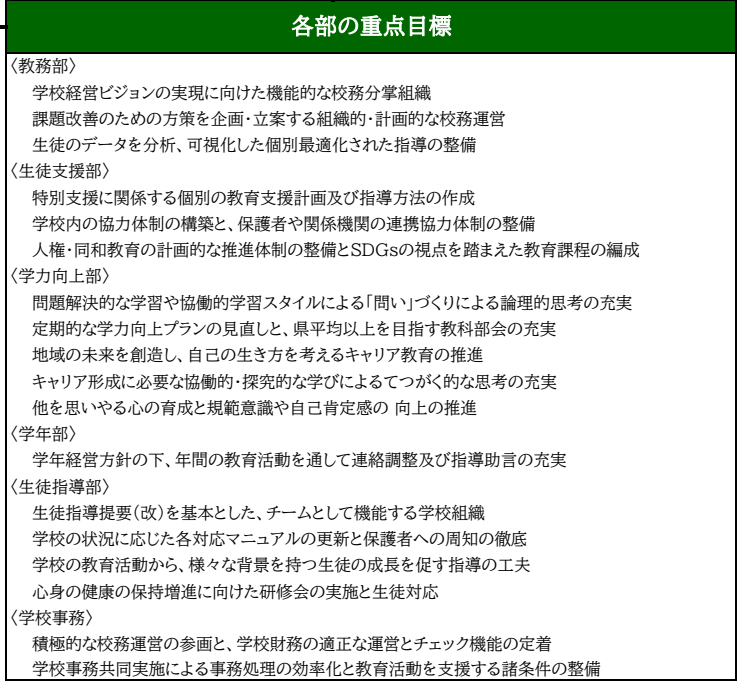 各部の重点目標
〈教務部〉
学校経営ビジョンの実現に向けた機能的な校務分掌組織
課題改善のための方策を企画・立案する組織的・計画的な校務運営
生徒のデータを分析、可視化した個別最適化された指導の整備
〈生徒支援部〉
特別支援に関係する個別の教育支援計画及び指導方法の作成
学校内の協力体制の構築と、保護者や関係機関の連携協力体制の整備
人権・同和教育の計画的な推進体制の整備とSDGsの視点を踏まえた教育課程の編成
〈学力向上部〉
問題解決的な学習や協働的学習スタイルによる「問い」づくりによる論理的思考の充実
定期的な学力向上プランの見直しと、県平均以上を目指す教科部会の充実
地域の未来を創造し、自己の生き方を考えるキャリア教育の推進
キャリア形成に必要な協働的・探究的な学びによるてつがく的な思考の充実
他を思いやる心の育成と規範意識や自己肯定感の 向上の推進
〈学年部〉
学年経営方針の下、年間の教育活動を通して連絡調整及び指導助言の充実
〈生徒指導部〉
生徒指導提要（改）を基本とした、チームとして機能する学校組織
学校の状況に応じた各対応マニュアルの更新と保護者への周知の徹底
学校の教育活動から、様々な背景を持つ生徒の成長を促す指導の工夫
心身の健康の保持増進に向けた研修会の実施と生徒対応
〈学校事務〉
積極的な校務運営の参画と、学校財務の適正な運営とチェック機能の定着
学校事務共同実施による事務処理の効率化と教育活動を支援する諸条件の整備